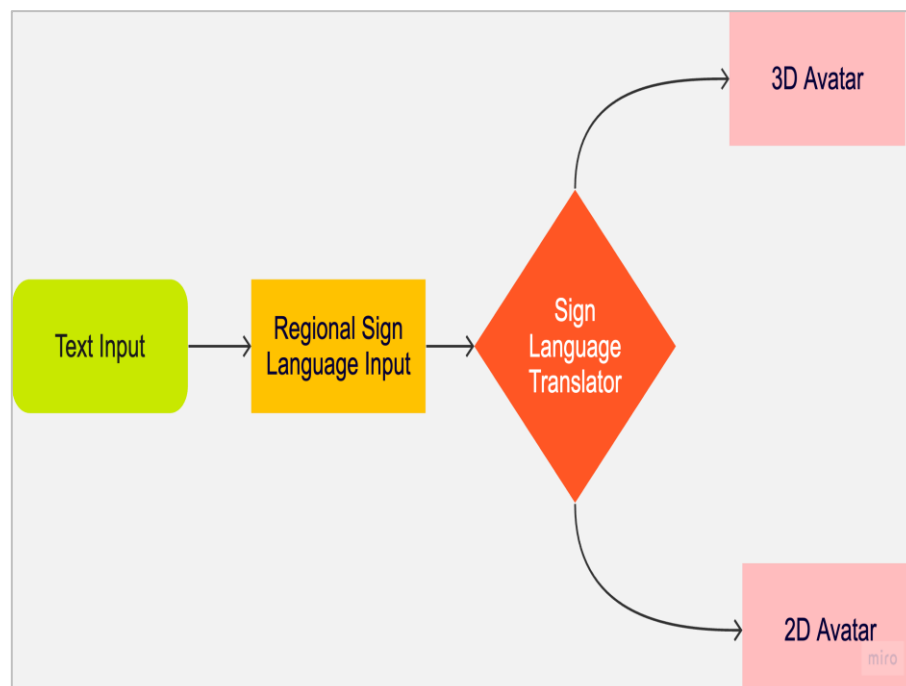 3D Avatar
Text Input
Regional Sign
Language Input
Sign
Language
Translator
2D Avatar
miro